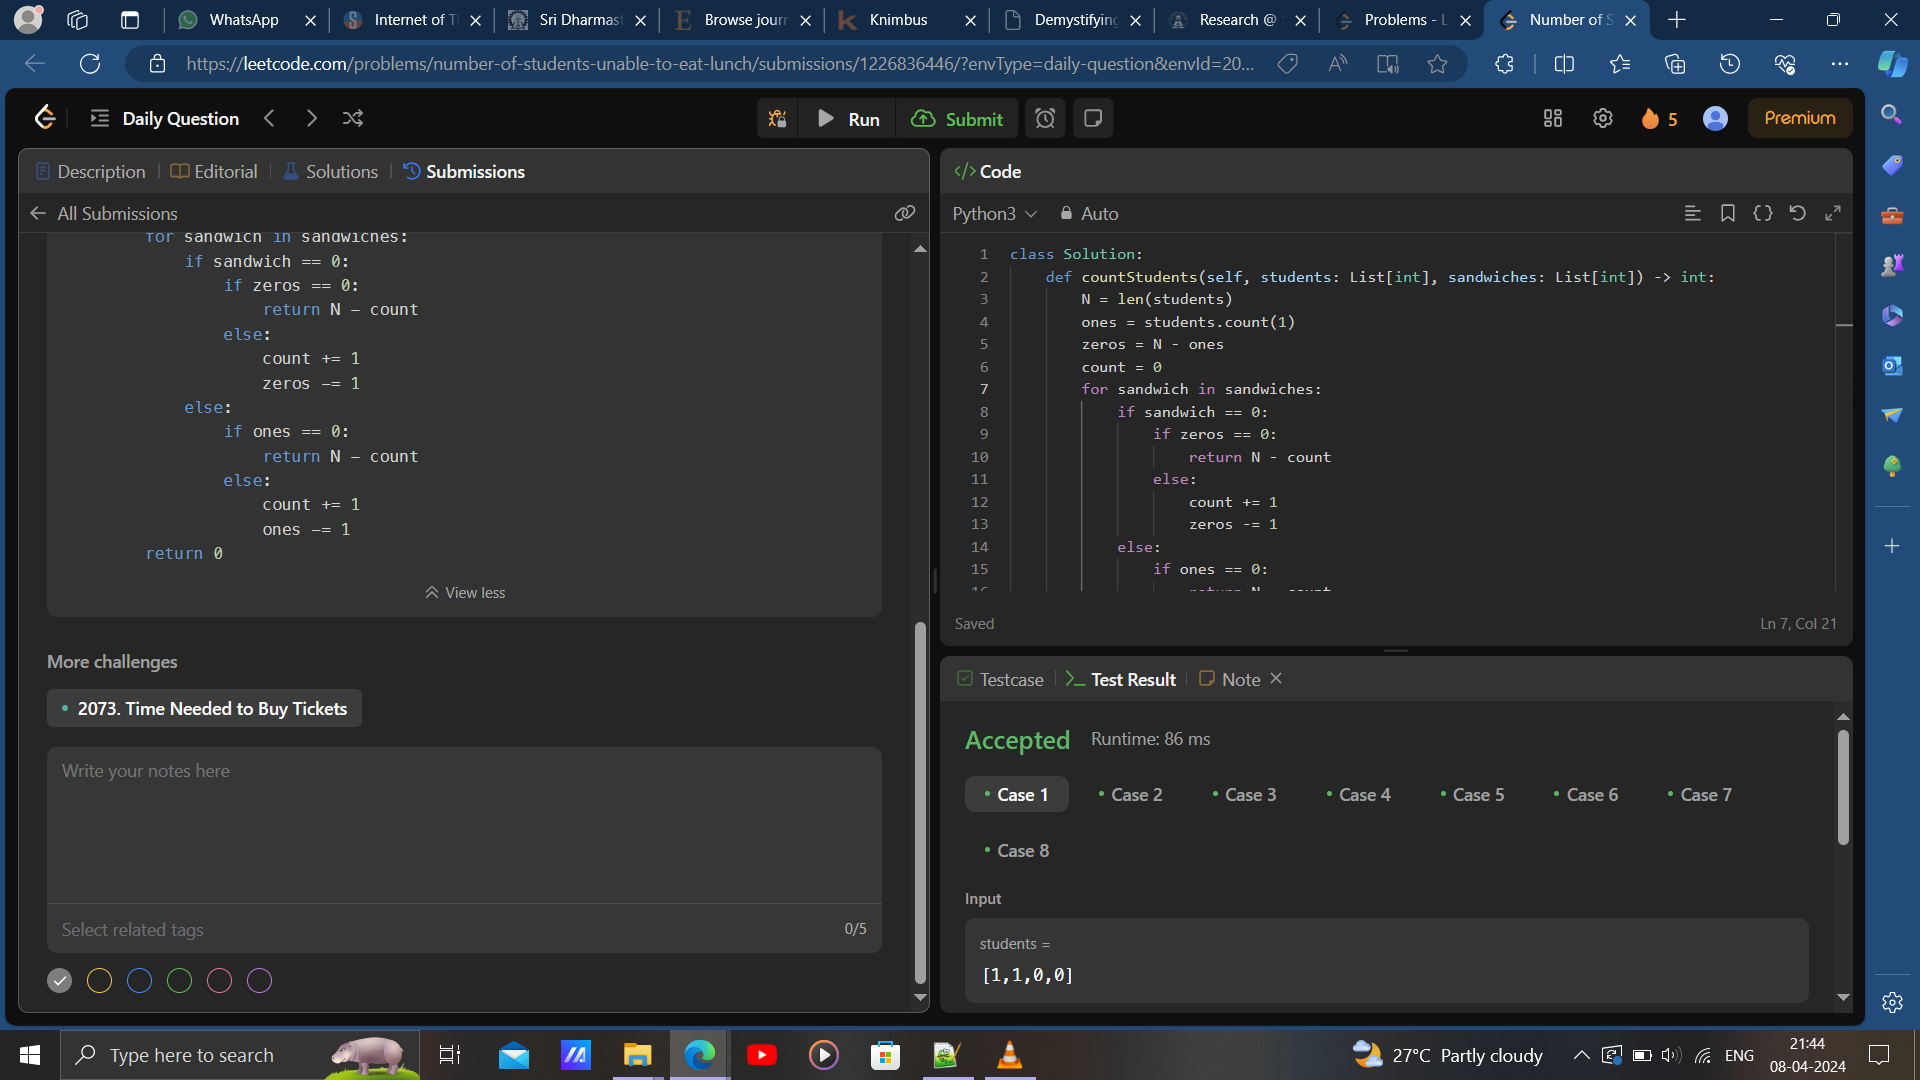 WhatsApp
Internet of T
Sri Dharmast
Browse journ
Knimbus
Demystifying
Research @
Problems - L
Number of S
https://leetcode.com/problems/number-of-students-unable-to-eat-lunch/submissions/1226836446/?envType=daily-question&envId=20...
Daily Question
Run
Submit
5
Premium
Description
Editorial
Solutions
Submissions
All Submissions
for sandwich in sandwiches:
if sandwich == 0:
if zeros == 0:
return N - count
else:
count += 1
zeros -= 1
else:
if ones == 0:
return N - count
else:
count += 1
ones -= 1
return 0
View less
More challenges
2073. Time Needed to Buy Tickets
Write your notes here
Select related tags
0/5
</> Code
Python3
Auto
1 class Solution:
2 def countStudents(self, students: List[int], sandwiches: List[int]) -> int:
3 N = len(students)
4 ones = students.count(1)
5 zeros = N - ones
6 count = 0
7 for sandwich in sandwiches:
8 if sandwich == 0:
9 if zeros == 0:
10 return N - count
11 else:
12 count += 1
13 zeros -= 1
14 else:
15 if ones == 0:
16 return N - count
Saved
Ln 7, Col 21
Testcase
Test Result
Note
Accepted
Runtime: 86 ms
Case 1
Case 2
Case 3
Case 4
Case 5
Case 6
Case 7
Case 8
Input
students =
[1,1,0,0]
Type here to search
27°C Partly cloudy
ENG
21:44
08-04-2024